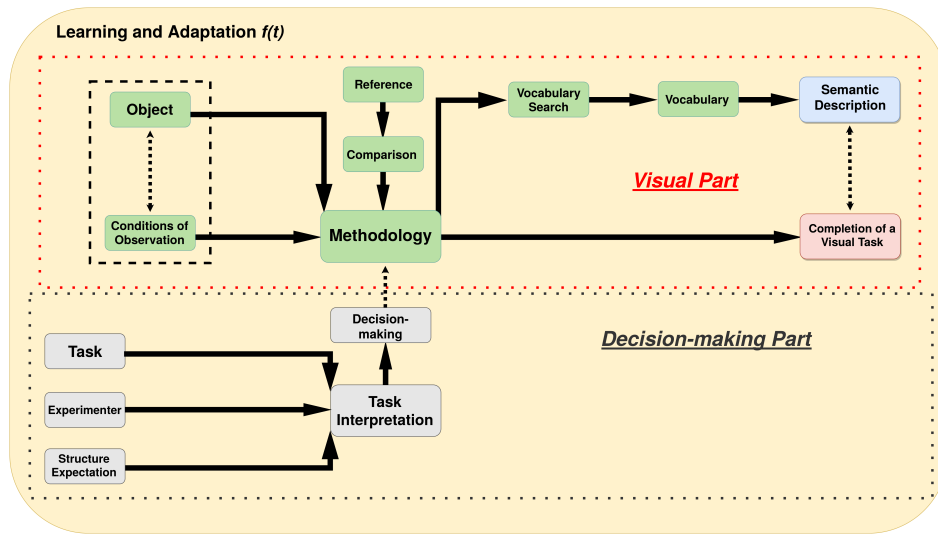 Learning and Adaptation f(t)
Object
Conditions of
Observation
Reference
Comparison
Methodology
Vocabulary
Search
Vocabulary
Semantic
Description
Visual Part
Completion of a
Visual Task
Decision-
making
Decision-making Part
Task
Experimenter
Structure
Expectation
Task
Interpretation